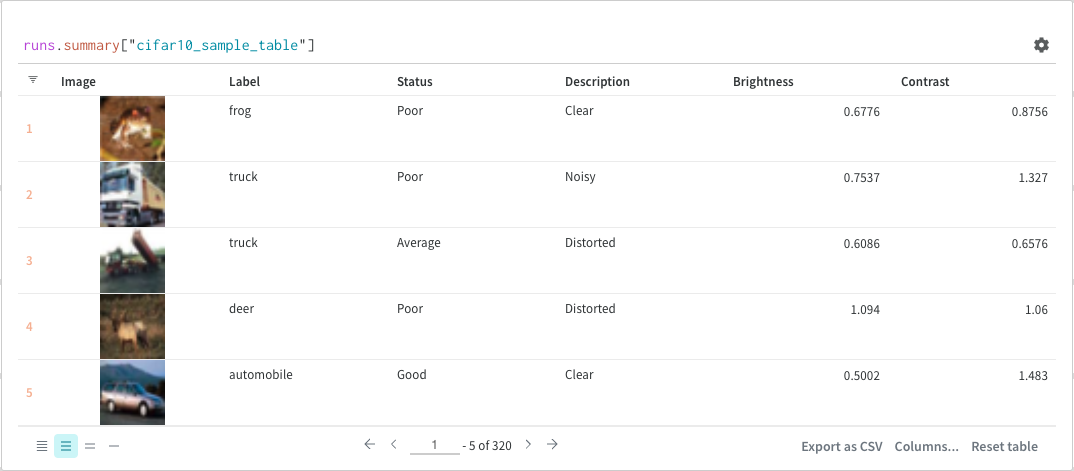 runs.summary["cifar10_sample_table"]
Image Label Status Description Brightness Contrast
1 frog Poor Clear 0.6776 0.8756
2 truck Poor Noisy 0.7537 1.327
3 truck Average Distorted 0.6086 0.6576
4 deer Poor Distorted 1.094 1.06
5 automobile Good Clear 0.5002 1.483
1 - 5 of 320 Export as CSV Columns... Reset table